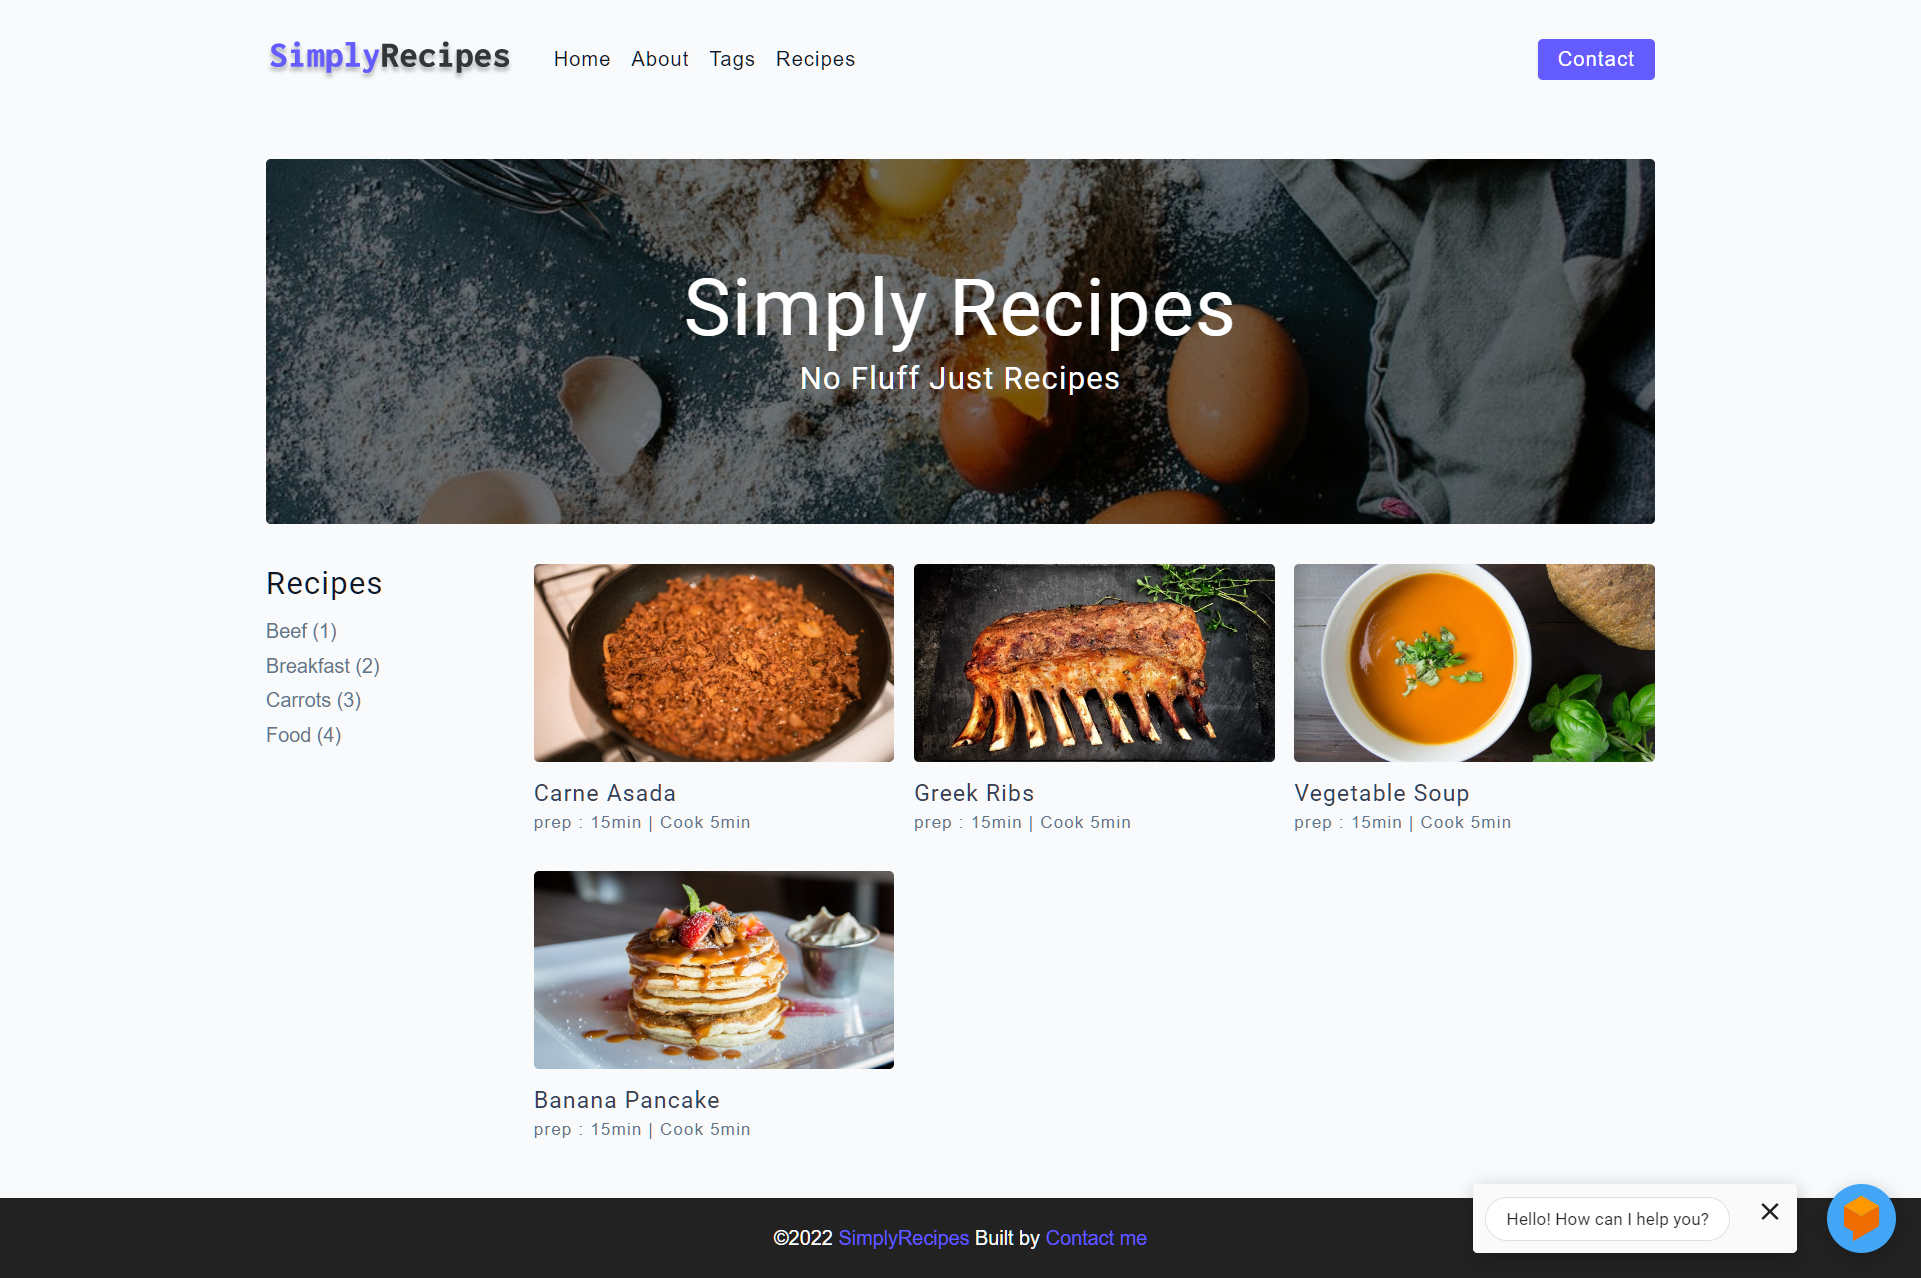 SimplyRecipes
Home About Tags Recipes
Contact
Simply Recipes
No Fluff Just Recipes
Recipes
Beef (1)
Breakfast (2)
Carrots (3)
Food (4)
Carne Asada
prep : 15min | Cook 5min
Greek Ribs
prep : 15min | Cook 5min
Vegetable Soup
prep : 15min | Cook 5min
Banana Pancake
prep : 15min | Cook 5min
©2022 SimplyRecipes Built by Contact me
Hello! How can I help you?